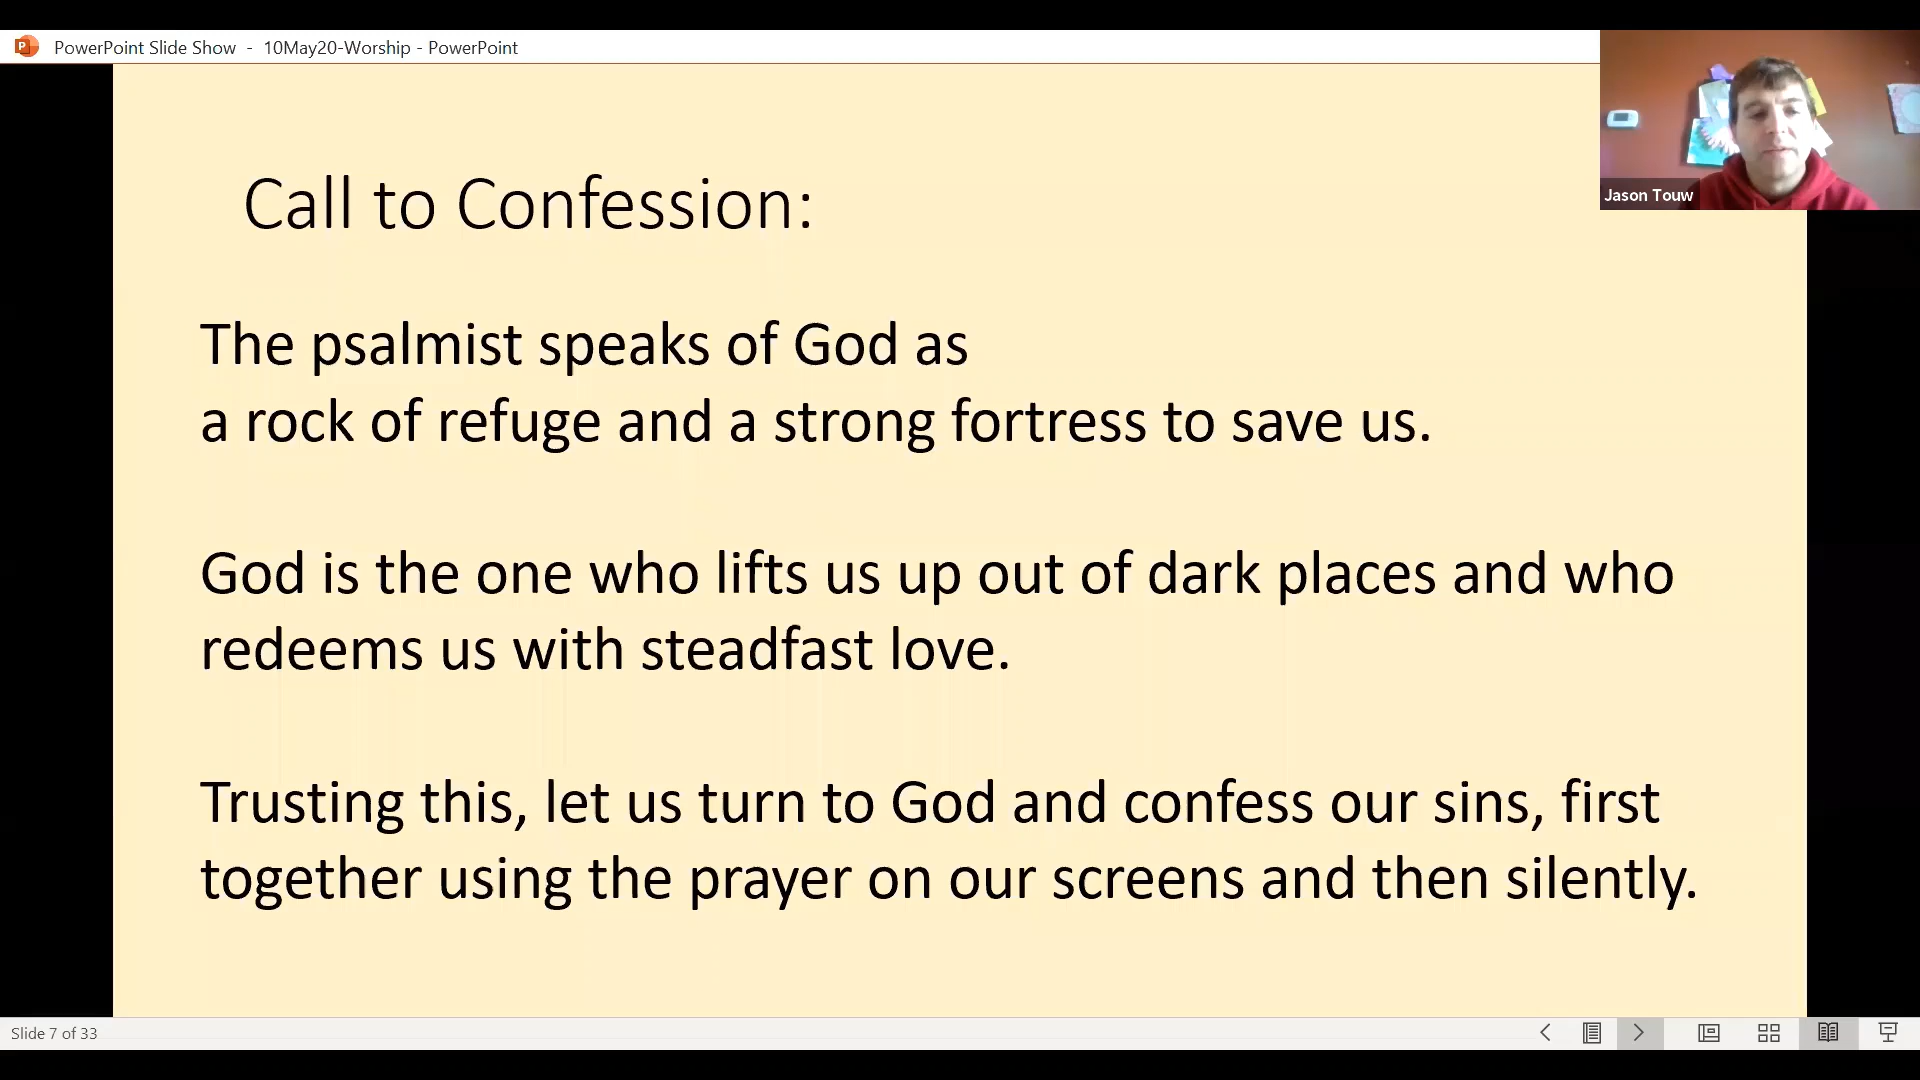 PowerPoint Slide Show - 10May20-Worship - PowerPoint
Jason Touw
Call to Confession:
The psalmist speaks of God as
a rock of refuge and a strong fortress to save us.
God is the one who lifts us up out of dark places and who
redeems us with steadfast love.
Trusting this, let us turn to God and confess our sins, first
together using the prayer on our screens and then silently.
Slide 7 of 33